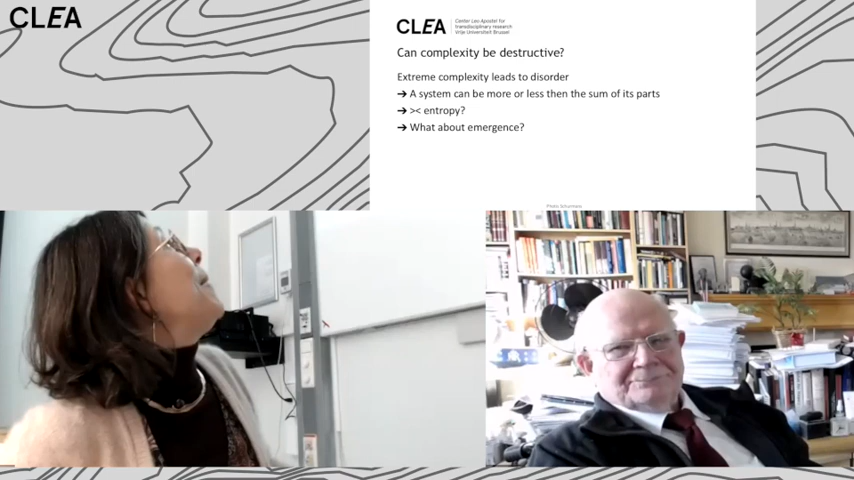 CLEA
CLEA
Center Leo Apostel for
transdisciplinary research
Vrije Universiteit Brussel
Can complexity be destructive?
Extreme complexity leads to disorder
➔ A system can be more or less then the sum of its parts
➔ >< entropy?
➔ What about emergence?